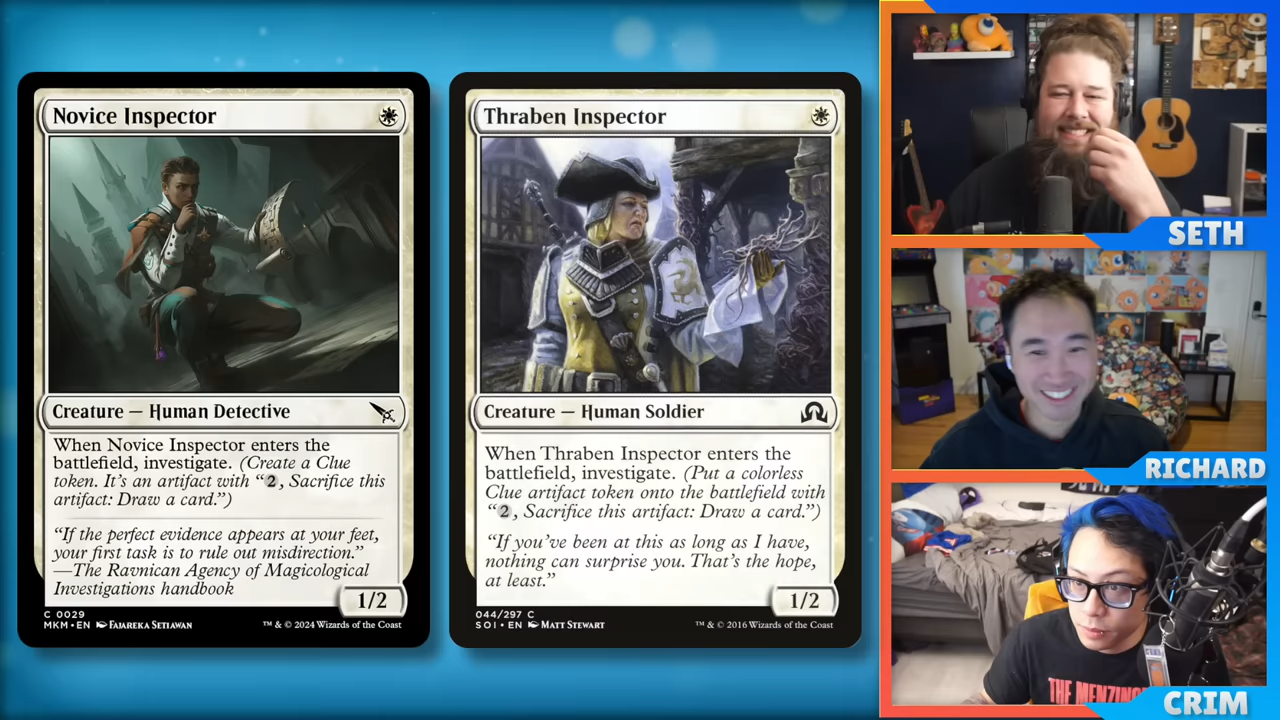 Novice Inspector
Creature — Human Detective
When Novice Inspector enters the
battlefield, investigate. (Create a Clue
token. It's an artifact with “2, Sacrifice this
artifact: Draw a card.”)
“If the perfect evidence appears at your feet,
your first task is to rule out misdirection.”
—The Ravnican Agency of Magicological
Investigations handbook
1/2
C 0029
MKM • EN Fajareka Setiawan
™ & © 2024 Wizards of the Coast
Thraben Inspector
Creature — Human Soldier
When Thraben Inspector enters the
battlefield, investigate. (Put a colorless
Clue artifact token onto the battlefield with
“2, Sacrifice this artifact: Draw a card.”)
“If you've been at this as long as I have,
nothing can surprise you. That's the hope,
at least.”
1/2
044/297 C
SOI • EN Matt Stewart
™ & © 2016 Wizards of the Coast
SETH
RICHARD
THE
CRIM